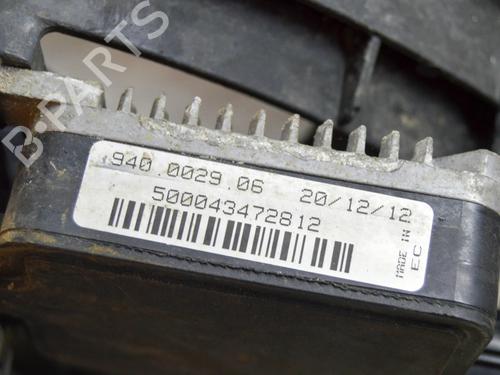 940.0029.06 20/12/12
500043472812
MADE IN
EC
B-PARTS